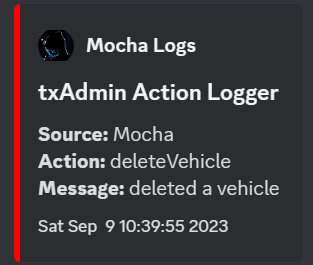 Mocha Logs
txAdmin Action Logger
Source: Mocha
Action: deleteVehicle
Message: deleted a vehicle
Sat Sep  9 10:39:55 2023